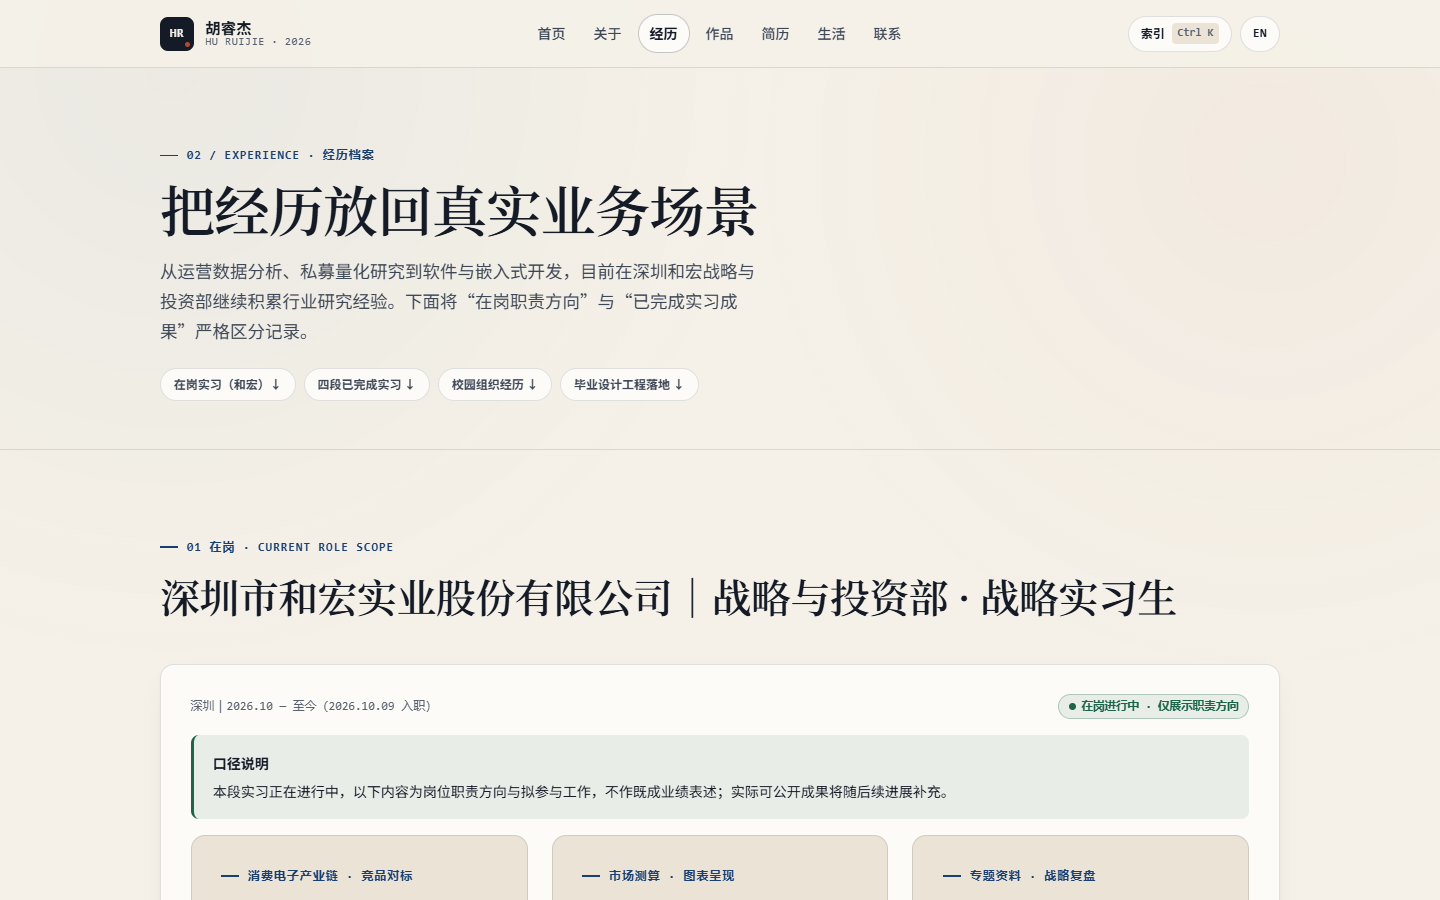 HR
胡睿杰
HU RUIJIE · 2026
首页
关于
经历
作品
简历
生活
联系
索引 Ctrl K
EN
02 / EXPERIENCE · 经历档案
把经历放回真实业务场景
从运营数据分析、私募量化研究到软件与嵌入式开发，目前在深圳和宏战略与
投资部继续积累行业研究经验。下面将“在岗职责方向”与“已完成实习成
果”严格区分记录。
在岗实习（和宏）↓
四段已完成实习 ↓
校园组织经历 ↓
毕业设计工程落地 ↓
01 在岗 · CURRENT ROLE SCOPE
深圳市和宏实业股份有限公司｜战略与投资部 · 战略实习生
深圳｜2026.10 — 至今（2026.10.09 入职）
在岗进行中 · 仅展示职责方向
口径说明
本段实习正在进行中，以下内容为岗位职责方向与拟参与工作，不作既成业绩表述；实际可公开成果将随后续进展补充。
消费电子产业链 · 竞品对标
市场测算 · 图表呈现
专题资料 · 战略复盘